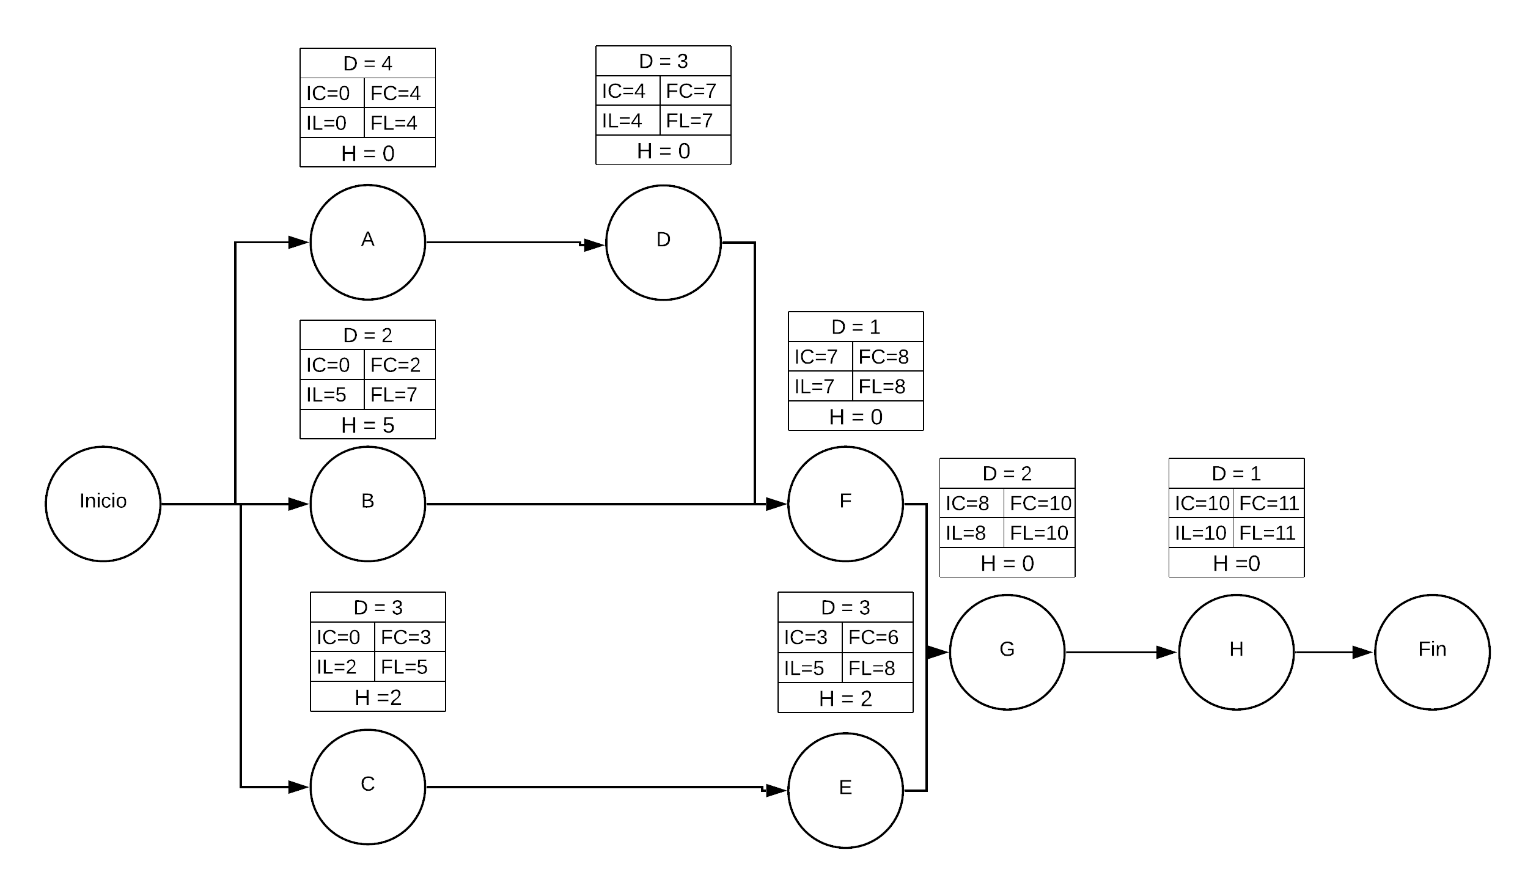 D = 4
IC=0 FC=4
IL=0 FL=4
H = 0
A
D = 3
IC=4 FC=7
IL=4 FL=7
H = 0
D
D = 2
IC=0 FC=2
IL=5 FL=7
H = 5
Inicio
B
D = 1
IC=7 FC=8
IL=7 FL=8
H = 0
F
D = 3
IC=0 FC=3
IL=2 FL=5
H =2
C
D = 3
IC=3 FC=6
IL=5 FL=8
H = 2
E
D = 2
IC=8 FC=10
IL=8 FL=10
H = 0
G
D = 1
IC=10 FC=11
IL=10 FL=11
H =0
H
Fin